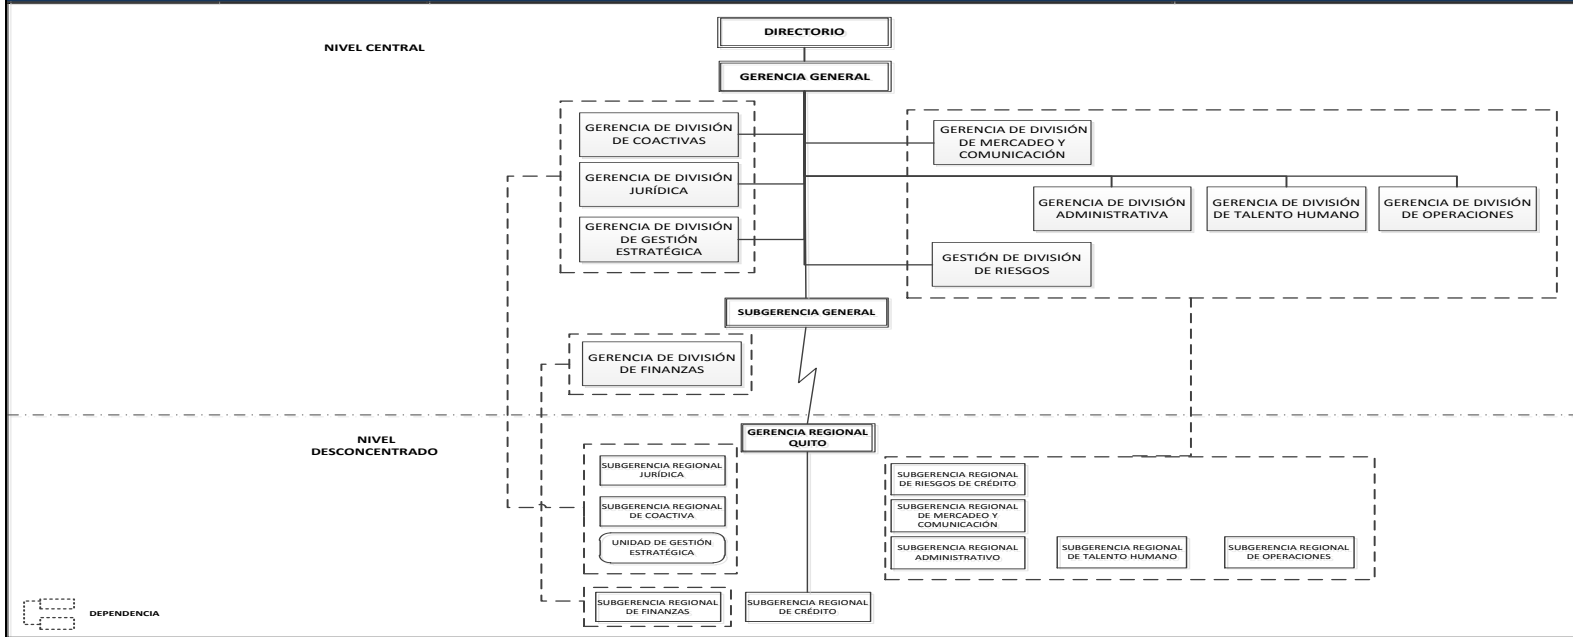 DIRECTORIO
NIVEL CENTRAL
GERENCIA GENERAL
GERENCIA DE DIVISIÓN
DE COACTIVAS
GERENCIA DE DIVISIÓN
DE MERCADEO Y
COMUNICACIÓN
GERENCIA DE DIVISIÓN
JURÍDICA
GERENCIA DE DIVISIÓN
ADMINISTRATIVA
GERENCIA DE DIVISIÓN
DE TALENTO HUMANO
GERENCIA DE DIVISIÓN
DE OPERACIONES
GERENCIA DE DIVISIÓN
DE GESTIÓN
ESTRATÉGICA
GESTIÓN DE DIVISIÓN
DE RIESGOS
SUBGERENCIA GENERAL
GERENCIA DE DIVISIÓN
DE FINANZAS
NIVEL
DESCONCENTRADO
GERENCIA REGIONAL
QUITO
SUBGERENCIA REGIONAL
JURÍDICA
SUBGERENCIA REGIONAL
DE RIESGOS DE CRÉDITO
SUBGERENCIA REGIONAL
DE COACTIVA
SUBGERENCIA REGIONAL
DE MERCADEO Y
COMUNICACIÓN
UNIDAD DE GESTIÓN
ESTRATÉGICA
SUBGERENCIA REGIONAL
ADMINISTRATIVO
SUBGERENCIA REGIONAL
DE TALENTO HUMANO
SUBGERENCIA REGIONAL
DE OPERACIONES
SUBGERENCIA REGIONAL
DE FINANZAS
SUBGERENCIA REGIONAL
DE CRÉDITO
DEPENDENCIA